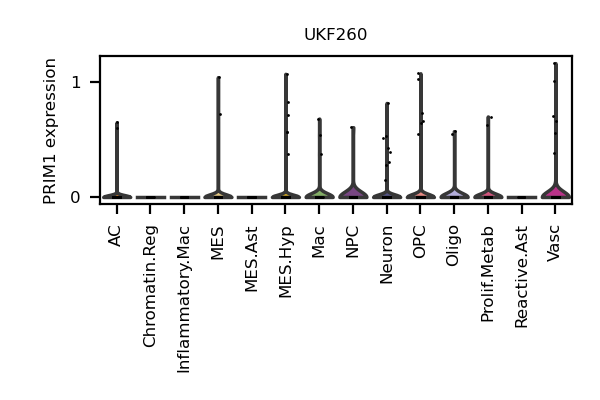 UKF260
PRIM1 expression
1
0
AC
Chromatin.Reg
Inflammatory.Mac
MES
MES.Ast
MES.Hyp
Mac
NPC
Neuron
OPC
Oligo
Prolif.Metab
Reactive.Ast
Vasc